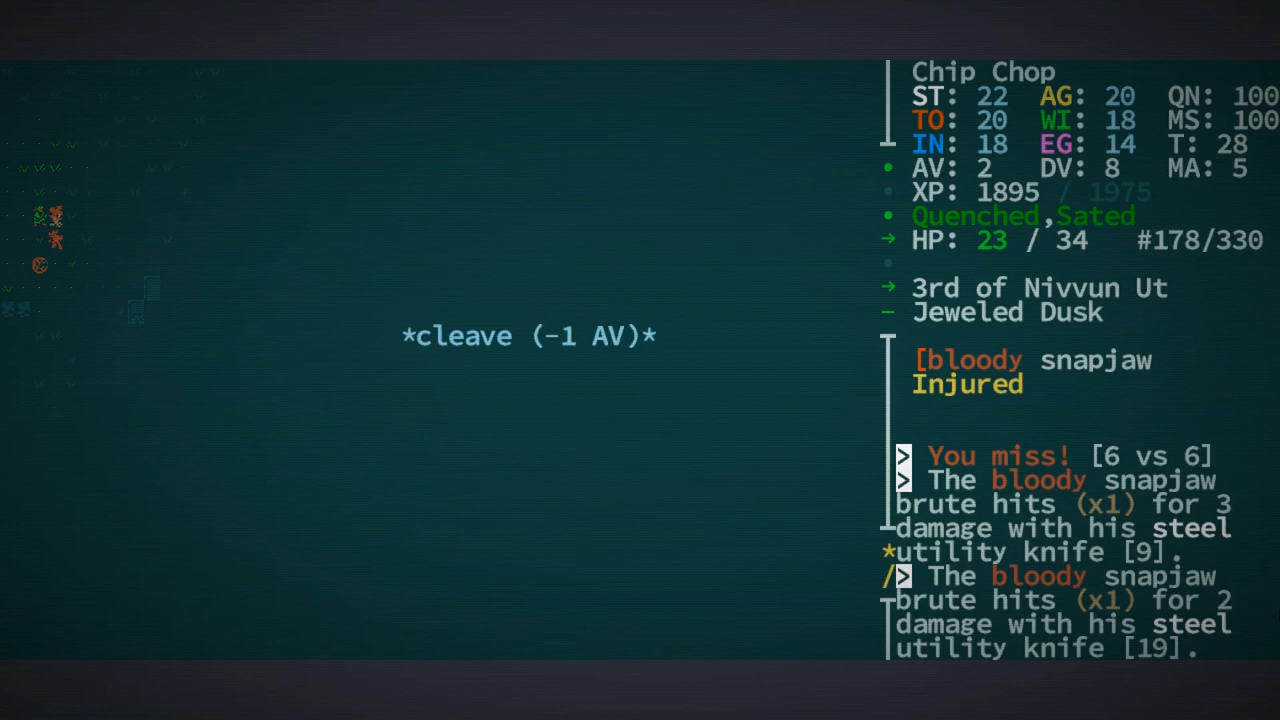 Chip Chop
ST: 22 AG: 20 QN: 100
TO: 20 WI: 18 MS: 100
IN: 18 EG: 14 T: 28
AV: 2 DV: 8 MA: 5
XP: 1895 / 1975
Quenched,Sated
HP: 23 / 34 #178/330
3rd of Nivvun Ut
Jeweled Dusk
*cleave (-1 AV)*
[bloody snapjaw
Injured
> You miss! [6 vs 6]
> The bloody snapjaw
brute hits (x1) for 3
damage with his steel
utility knife [9].
> The bloody snapjaw
brute hits (x1) for 2
damage with his steel
utility knife [19].